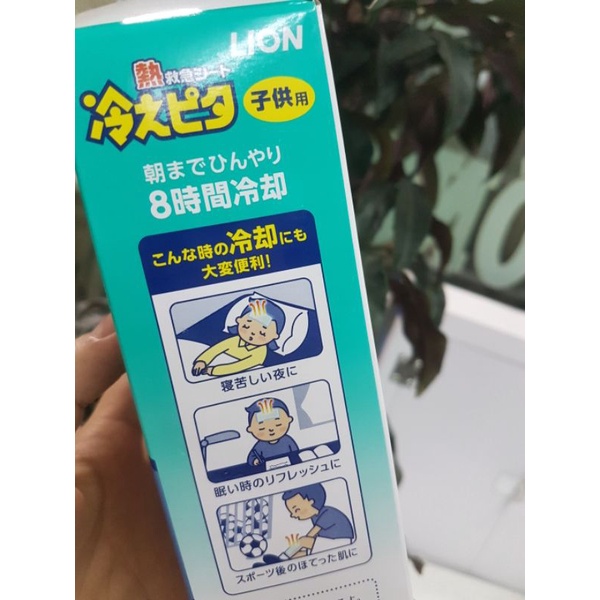 LION
熱救急シート
冷えピタ 子供用
朝までひんやり
8時間冷却
こんな時の冷却にも
大変便利!
寝苦しい夜に
眠い時のリフレッシュに
スポーツ後のほてった肌に